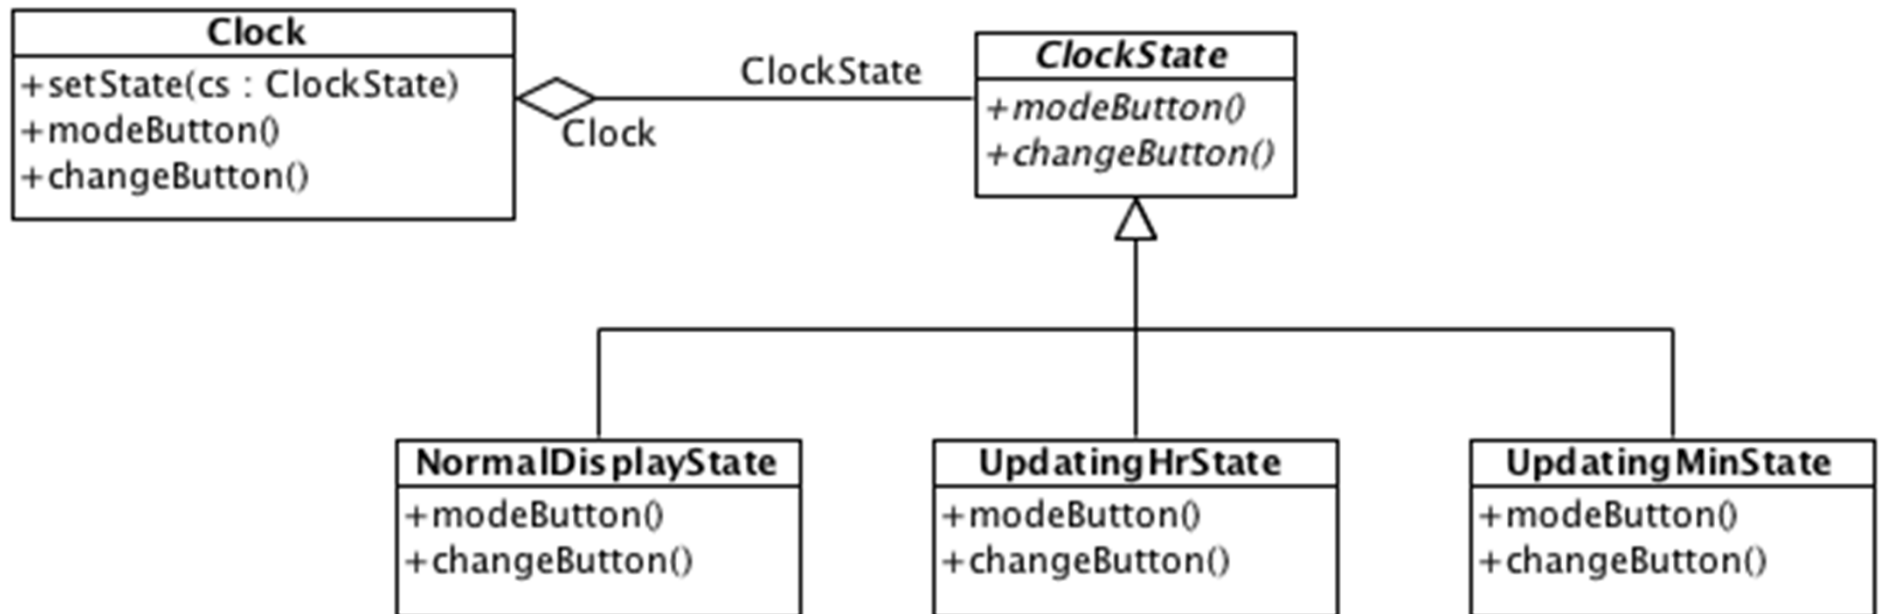 Clock
+setState(cs : ClockState)
+modeButton()
+changeButton()
ClockState
Clock
ClockState
+modeButton()
+changeButton()
NormalDisplayState
+modeButton()
+changeButton()
UpdatingHrState
+modeButton()
+changeButton()
UpdatingMinState
+modeButton()
+changeButton()